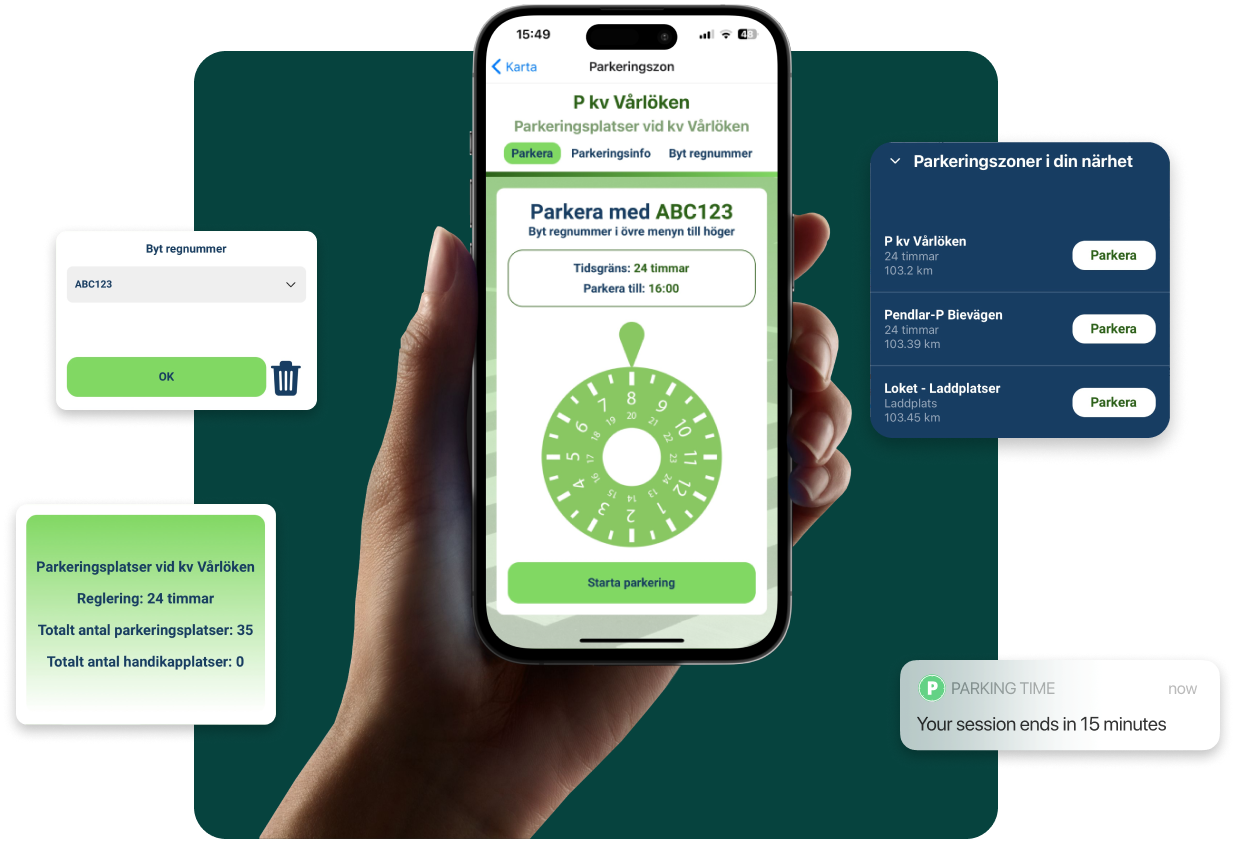 15:49
Karta
Parkeringszon
P kv Vårlöken
Parkeringsplatser vid kv Vårlöken
Parkera
Parkeringsinfo
Byt regnummer
Parkera med ABC123
Byt regnummer i övre menyn till höger
Tidsgräns: 24 timmar
Parkera till: 16:00
8
9
10
11
12
1
2
3
4
5
6
7
20
21
22
23
24
13
14
15
16
17
18
19
Starta parkering
Byt regnummer
ABC123
OK
Parkeringsplatser vid kv Vårlöken
Reglering: 24 timmar
Totalt antal parkeringsplatser: 35
Totalt antal handikapplatser: 0
Parkeringszoner i din närhet
P kv Vårlöken
24 timmar
103.2 km
Parkera
Pendlar-P Bievägen
24 timmar
103.39 km
Parkera
Loket - Laddplatser
Laddplats
103.45 km
Parkera
P PARKING TIME
now
Your session ends in 15 minutes